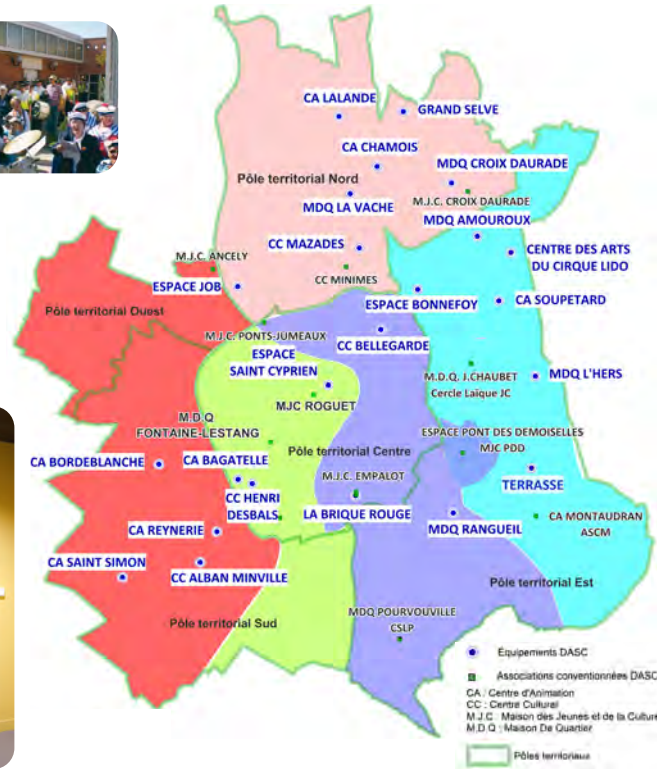 CA LALANDE
GRAND SELVE
CA CHAMOIS
MDQ CROIX DAURADE
Pôle territorial Nord
M.J.C. CROIX DAURADE
MDQ LA VACHE
MDQ AMOUROUX
CC MAZADES
CENTRE DES ARTS
DU CIRQUE LIDO
M.J.C. ANCELY
CC MINIMES
ESPACE JOB
ESPACE BONNEFOY
CA SOUPETARD
Pôle territorial Ouest
M.J.C. PONTS-JUMEAUX
CC BELLEGARDE
ESPACE
SAINT CYPRIEN
M.D.Q. J.CHAUBET
Cercle Laïque JC
MDQ L'HERS
MJC ROGUET
M.D.Q
FONTAINE-LESTANG
ESPACE PONT DES DEMOISELLES
MJC PDD
Pôle territorial Centre
CA BORDEBLANCHE
CA BAGATELLE
M.J.C. EMPALOT
TERRASSE
CC HENRI
DESBALS
LA BRIQUE ROUGE
MDQ RANGUEIL
CA MONTAUDRAN
ASCM
CA REYNERIE
CA SAINT SIMON
CC ALBAN MINVILLE
Pôle territorial Est
MDQ POURVOUVILLE
CSLP
Pôle territorial Sud
Équipements DASC
Associations conventionnées DASC
CA : Centre d'Animation
CC : Centre Culturel
M.J.C : Maison des Jeunes et de la Culture
M.D.Q : Maison De Quartier
Pôles territoriaux